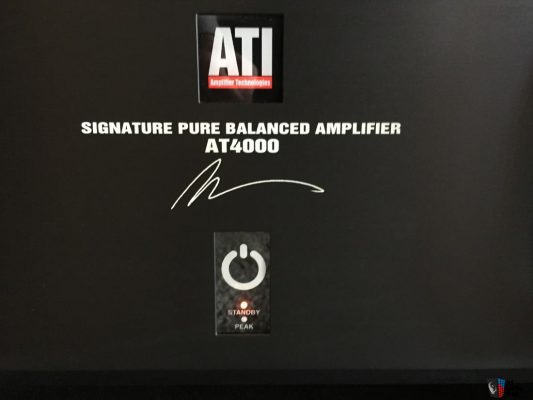 ATI
Amplifier Technologies
SIGNATURE PURE BALANCED AMPLIFIER
AT4000
STANDBY
PEAK